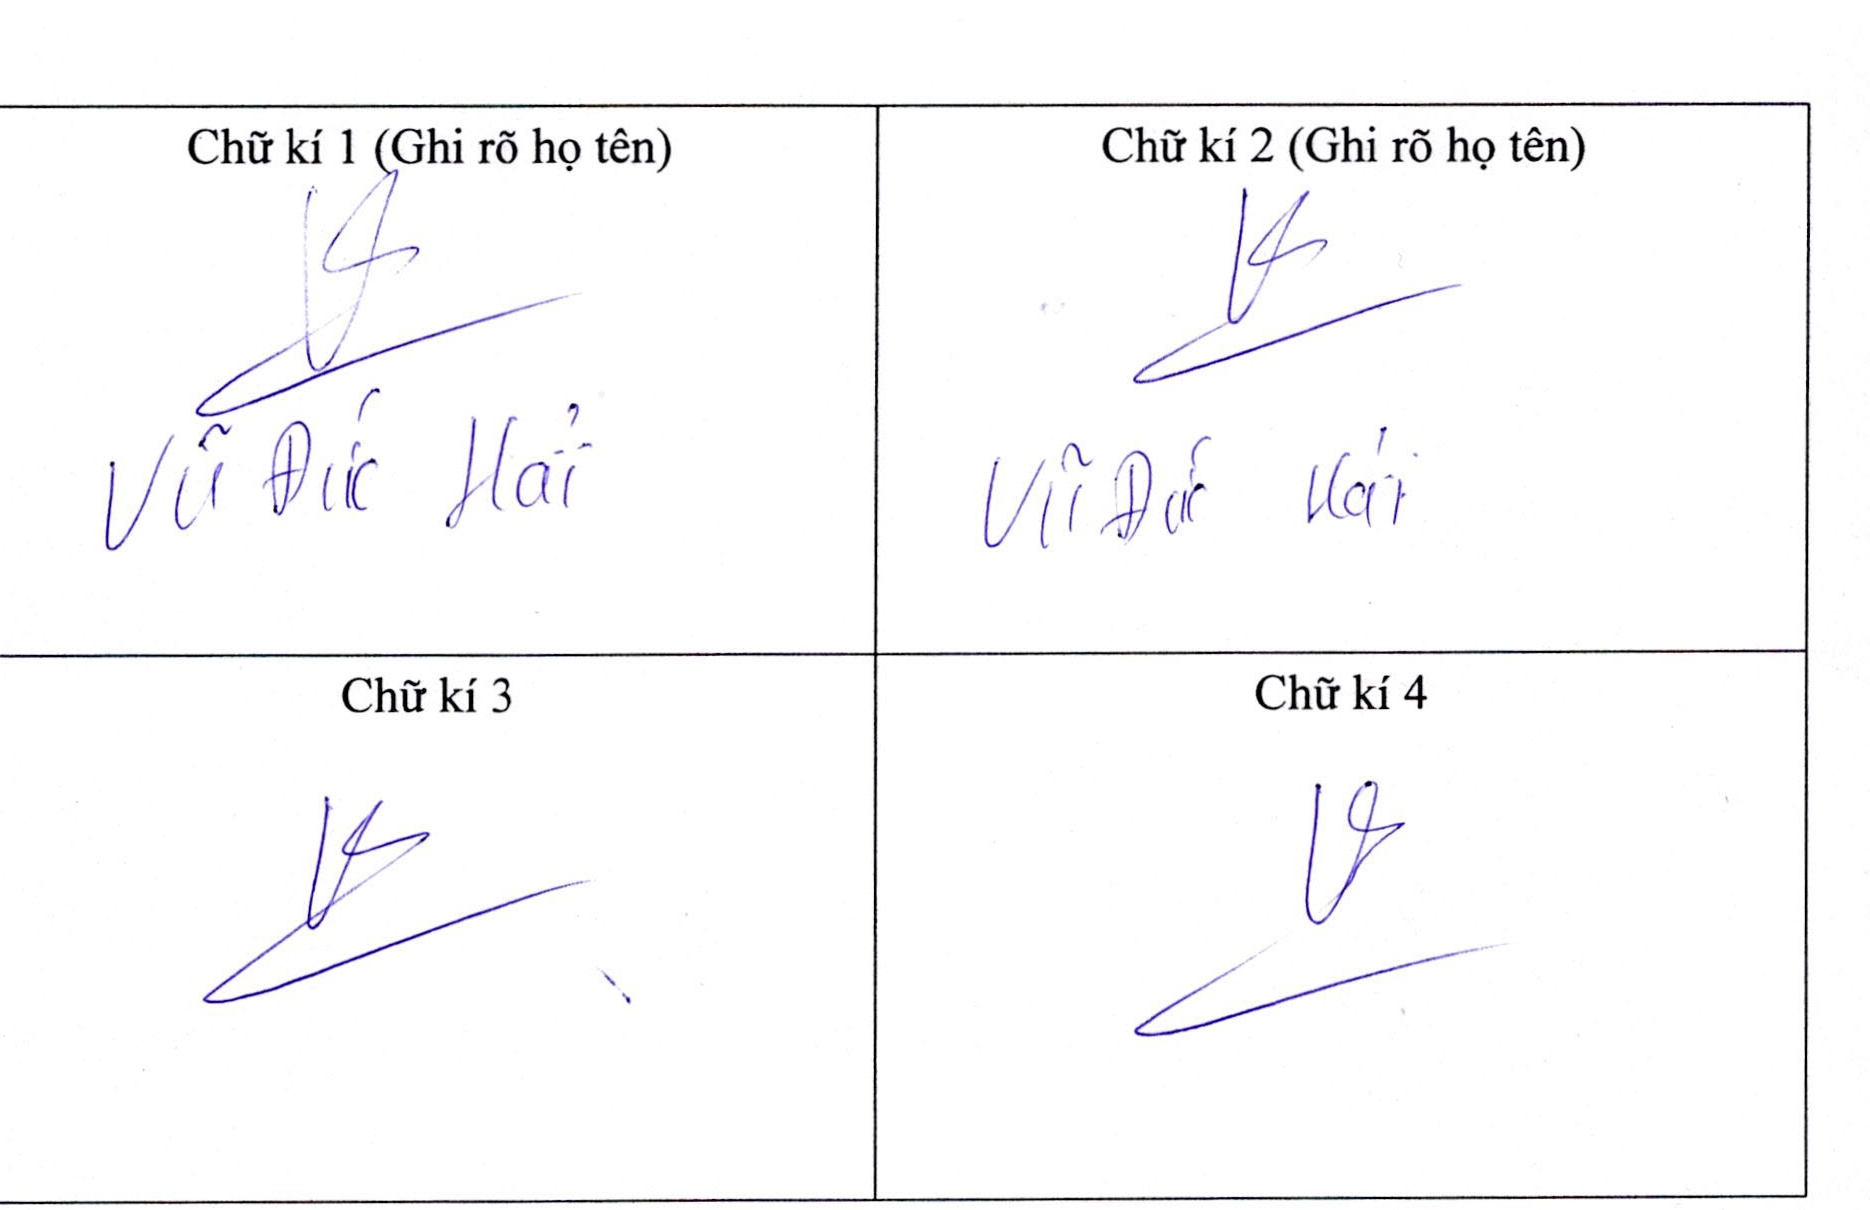 Chữ kí 1 (Ghi rõ họ tên)
Vũ Đức Hải
Chữ kí 2 (Ghi rõ họ tên)
Vũ Đức Hải
Chữ kí 3
Chữ kí 4